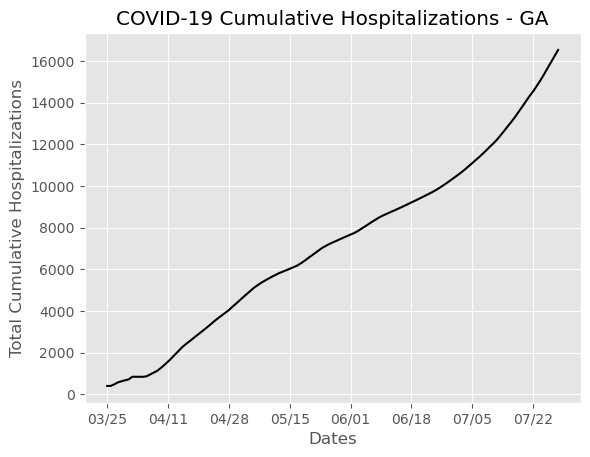 COVID-19 Cumulative Hospitalizations - GA
Total Cumulative Hospitalizations
16000
14000
12000
10000
8000
6000
4000
2000
0
03/25 04/11 04/28 05/15 06/01 06/18 07/05 07/22
Dates